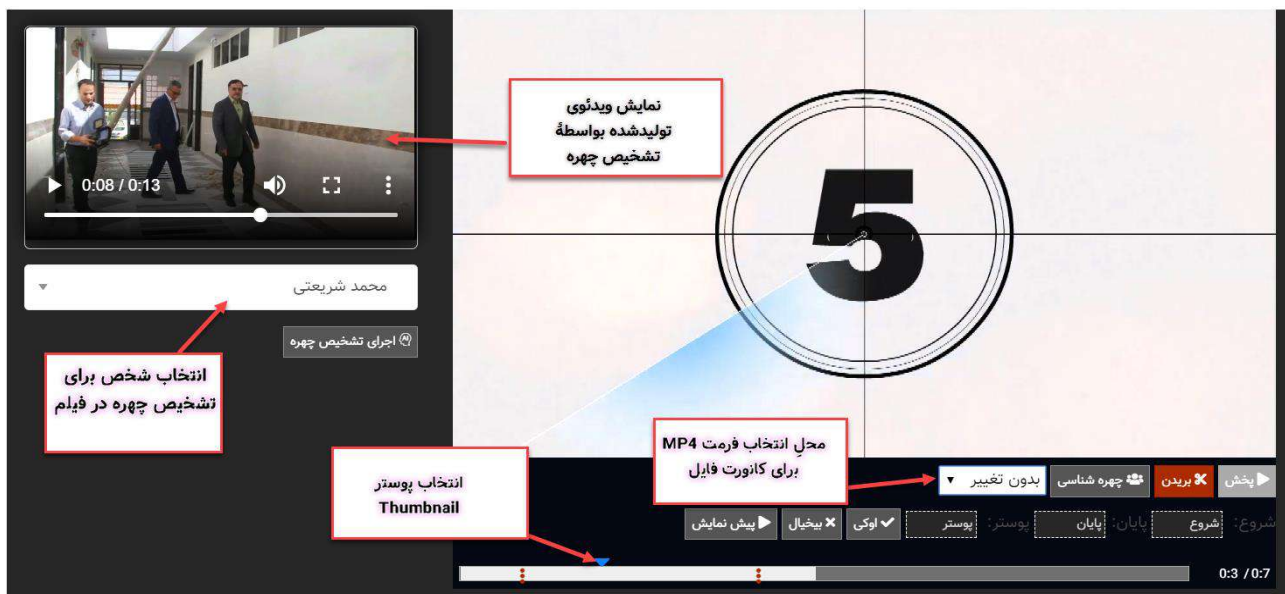 0:08 / 0:13
نمایش ویدئوی
تولیدشده بواسطهٔ
تشخیص چهره
5
محمد شریعتی
اجرای تشخیص چهره
انتخاب شخص برای
تشخیص چهره در فیلم
محلِ انتخاب فرمت MP4
برای کانورت فایل
انتخاب پوستر
Thumbnail
پخش
بریدن
چهره شناسی
بدون تغییر
شروع: شروع پایان: پایان پوستر: پوستر
اوکی
بیخیال
پیش نمایش
0:3 / 0:7